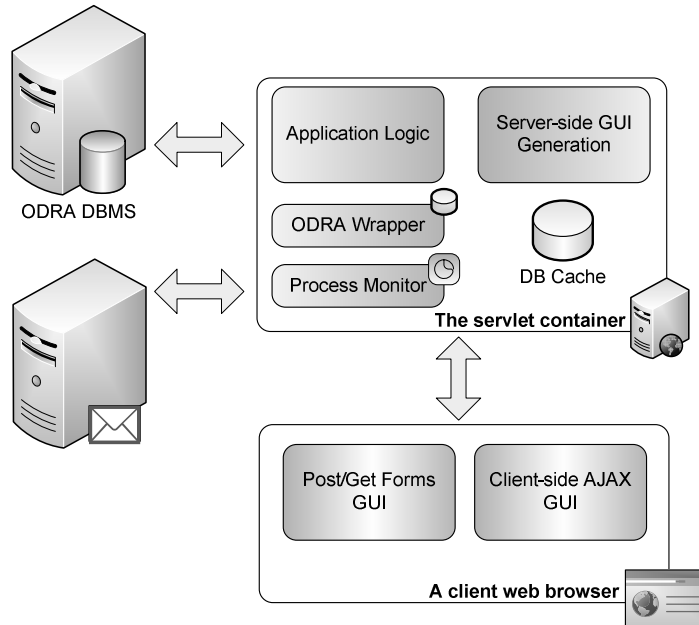 ODRA DBMS
Application Logic
Server-side GUI
Generation
ODRA Wrapper
Process Monitor
DB Cache
The servlet container
Post/Get Forms
GUI
Client-side AJAX
GUI
A client web browser